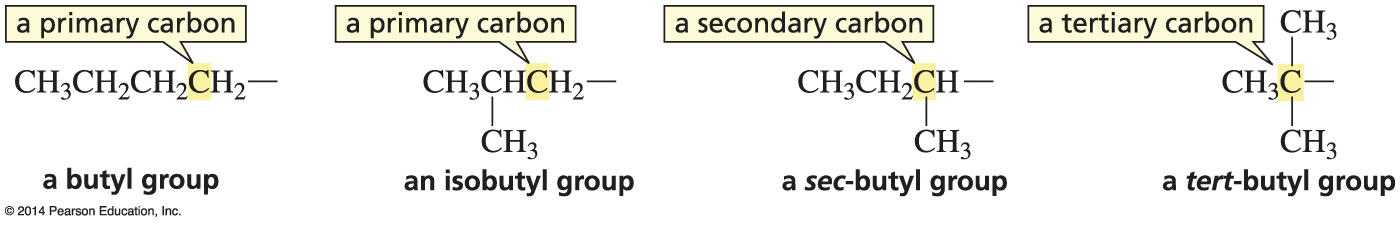 a primary carbon
CH₃CH₂CH₂CH₂—
a butyl group
a primary carbon
CH₃CHCH₂—
CH₃
an isobutyl group
a secondary carbon
CH₃CH₂CH—
CH₃
a sec-butyl group
a tertiary carbon
CH₃
CH₃C—
CH₃
a tert-butyl group
© 2014 Pearson Education, Inc.